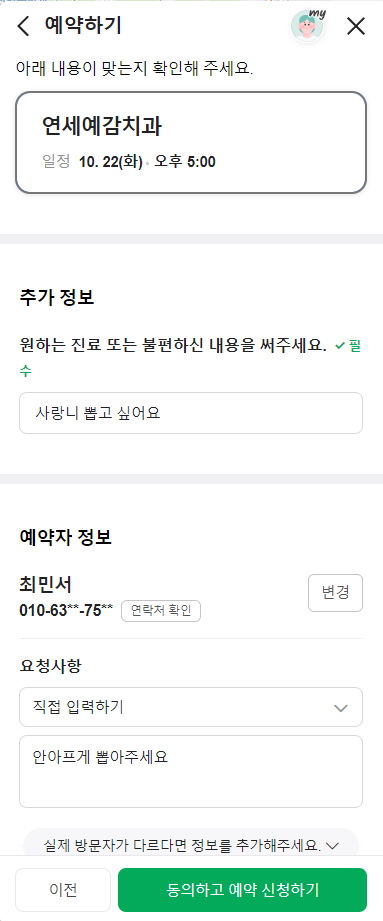 예약하기
my
아래 내용이 맞는지 확인해 주세요.
연세예감치과
일정 10. 22(화) · 오후 5:00
추가 정보
원하는 진료 또는 불편하신 내용을 써주세요. ✓ 필
수
사랑니 뽑고 싶어요
예약자 정보
최민서
변경
010-63**-75** 연락처 확인
요청사항
직접 입력하기
안아프게 뽑아주세요
실제 방문자가 다르다면 정보를 추가해주세요.
이전
동의하고 예약 신청하기